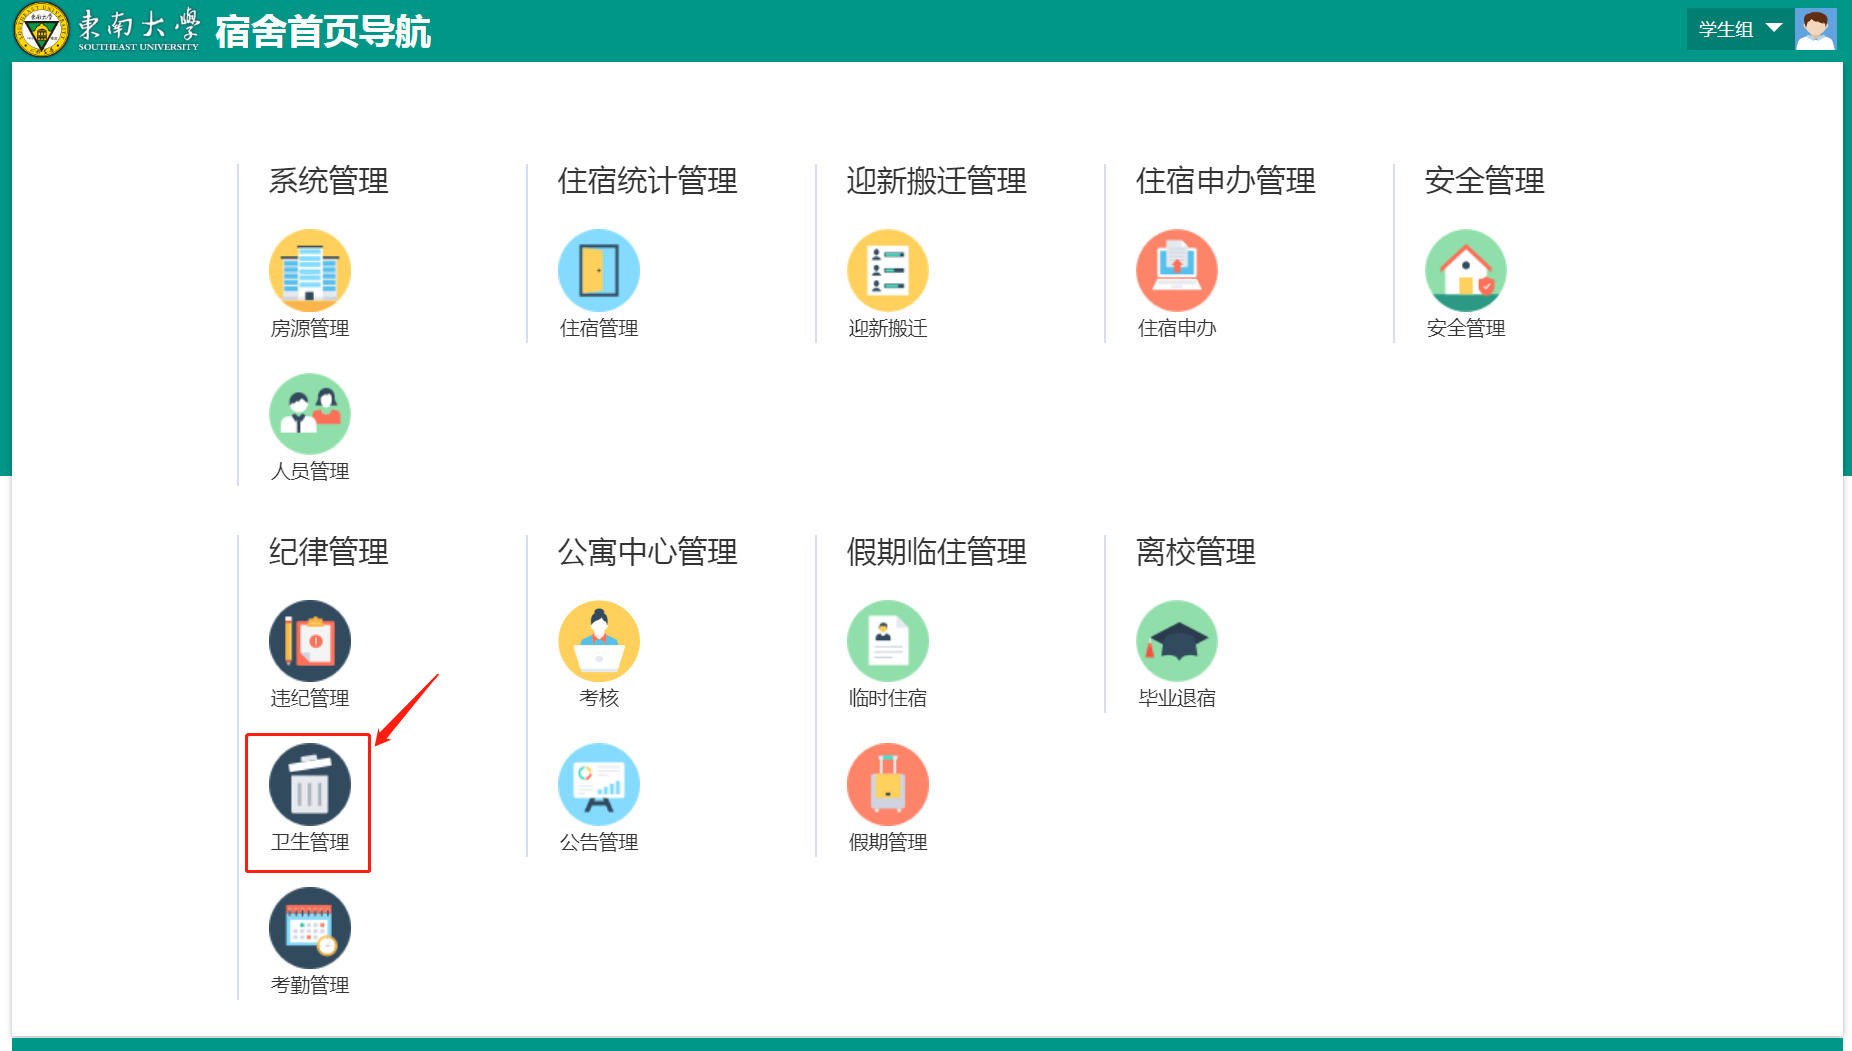 東南大學
SOUTHEAST UNIVERSITY
宿舍首页导航
学生组
系统管理
房源管理
人员管理
住宿统计管理
住宿管理
迎新搬迁管理
迎新搬迁
住宿申办管理
住宿申办
安全管理
安全管理
纪律管理
违纪管理
卫生管理
考勤管理
公寓中心管理
考核
公告管理
假期临住管理
临时住宿
假期管理
离校管理
毕业退宿